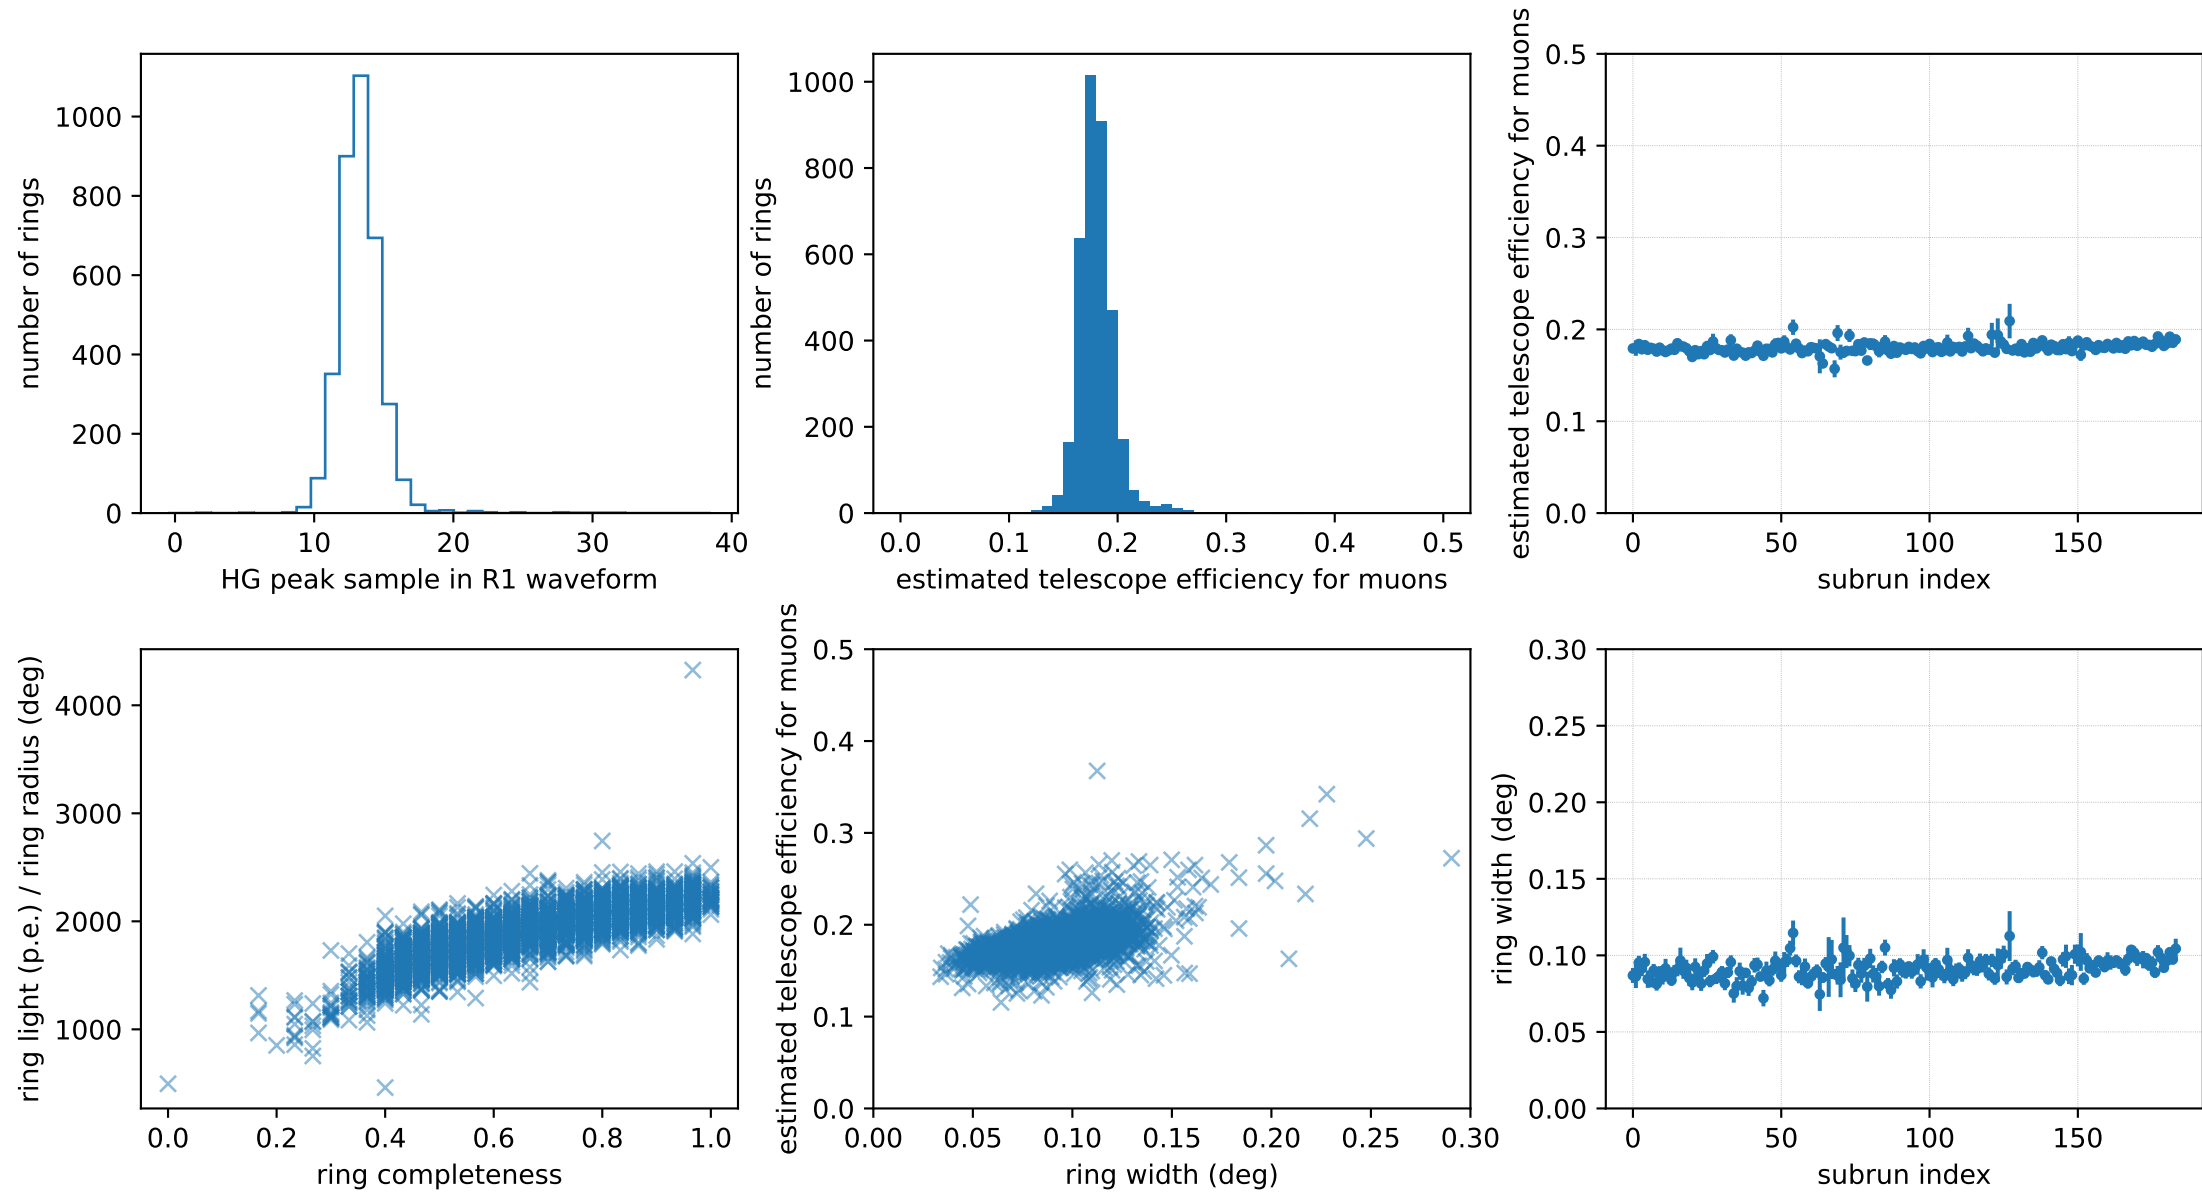 number of rings
1000
800
600
400
200
0
0 10 20 30 40
HG peak sample in R1 waveform
number of rings
1000
800
600
400
200
0
0.0 0.1 0.2 0.3 0.4 0.5
estimated telescope efficiency for muons
estimated telescope efficiency for muons
0.5
0.4
0.3
0.2
0.1
0.0
0 50 100 150
subrun index
ring light (p.e.) / ring radius (deg)
4000
3000
2000
1000
0.0 0.2 0.4 0.6 0.8 1.0
ring completeness
estimated telescope efficiency for muons
0.5
0.4
0.3
0.2
0.1
0.0
0.00 0.05 0.10 0.15 0.20 0.25 0.30
ring width (deg)
ring width (deg)
0.30
0.25
0.20
0.15
0.10
0.05
0.00
0 50 100 150
subrun index